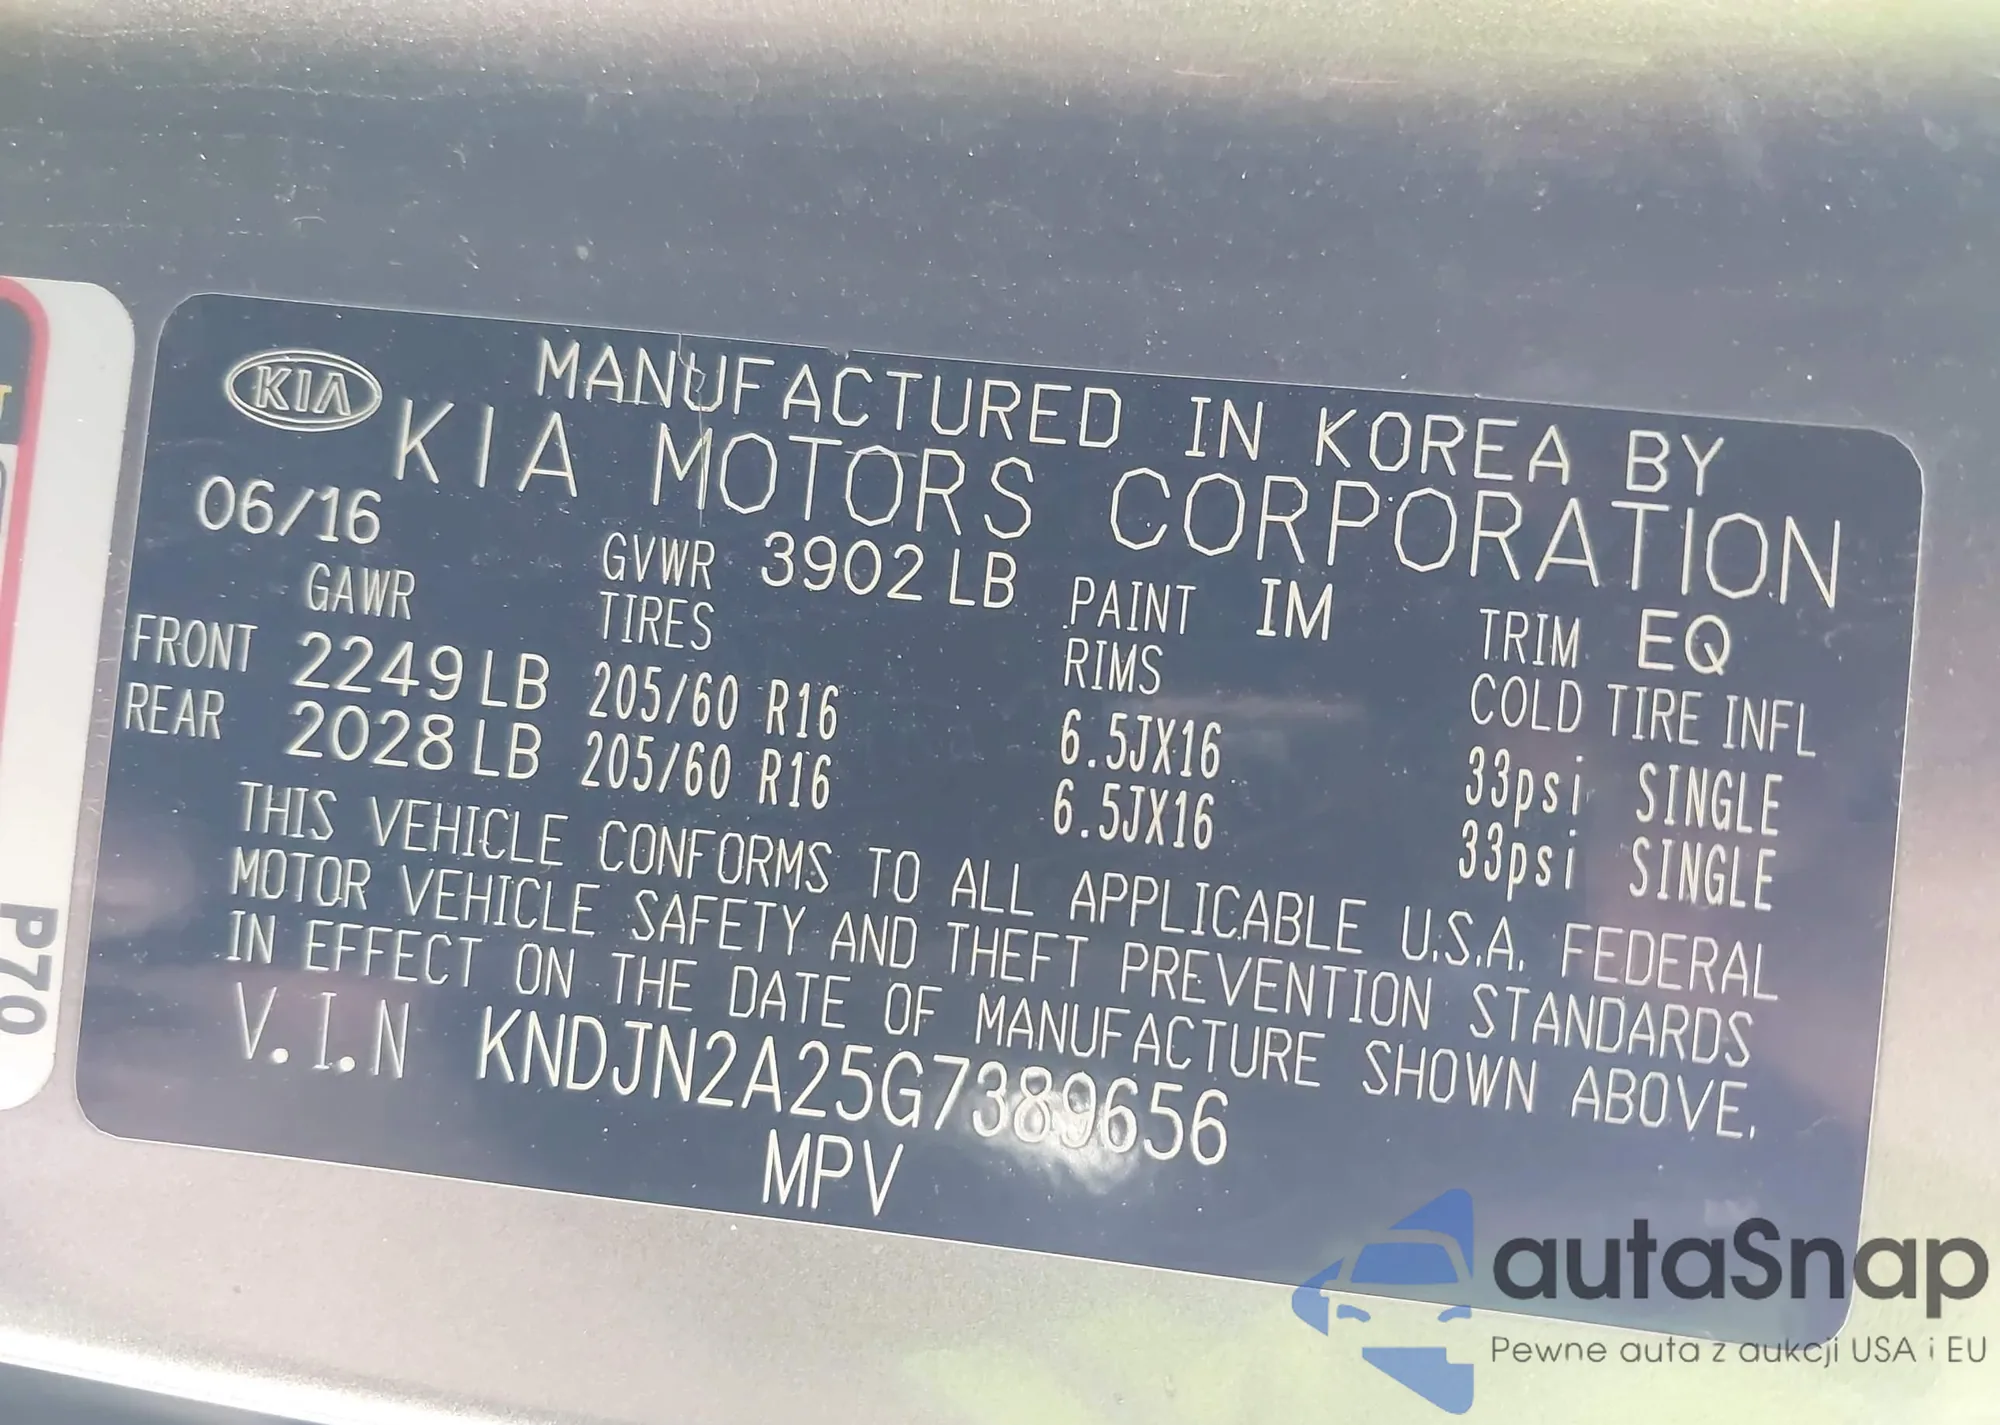 KIA
MANUFACTURED IN KOREA BY
KIA MOTORS CORPORATION
06/16 GVWR 3902 LB PAINT IM TRIM EQ
GAWR TIRES RIMS COLD TIRE INFL
FRONT 2249 LB 205/60 R16 6.5JX16 33psi SINGLE
REAR 2028 LB 205/60 R16 6.5JX16 33psi SINGLE
THIS VEHICLE CONFORMS TO ALL APPLICABLE U.S.A. FEDERAL
MOTOR VEHICLE SAFETY AND THEFT PREVENTION STANDARDS
IN EFFECT ON THE DATE OF MANUFACTURE SHOWN ABOVE.
V.I.N KNDJN2A25G7389656
MPV
P70
autaSnap
Pewne auta z aukcji USA i EU